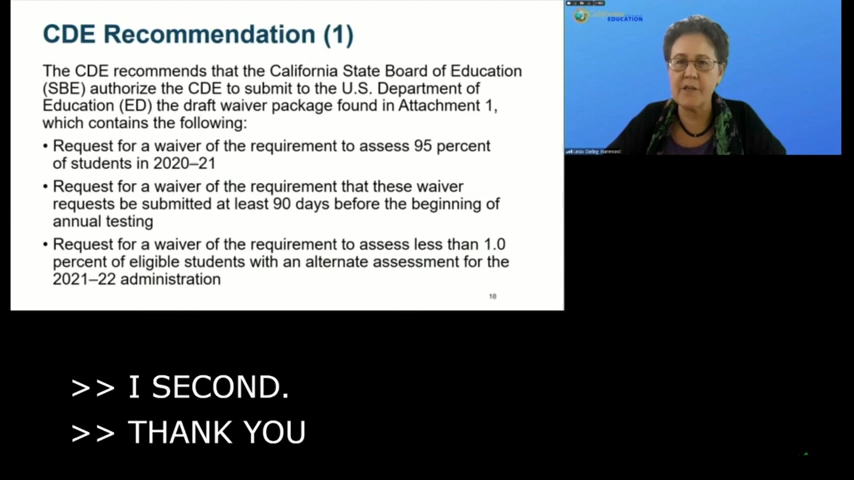 CDE Recommendation (1)
The CDE recommends that the California State Board of Education
(SBE) authorize the CDE to submit to the U.S. Department of
Education (ED) the draft waiver package found in Attachment 1,
which contains the following:
• Request for a waiver of the requirement to assess 95 percent
of students in 2020–21
• Request for a waiver of the requirement that these waiver
requests be submitted at least 90 days before the beginning of
annual testing
• Request for a waiver of the requirement to assess less than 1.0
percent of eligible students with an alternate assessment for the
2021–22 administration
18
EDUCATION
>> I SECOND.
>> THANK YOU